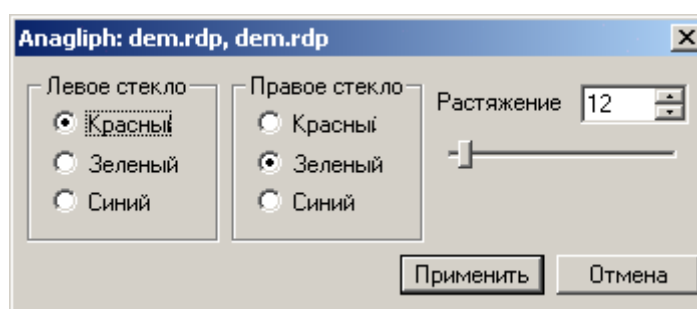 Anagliph: dem.rdp, dem.rdp
Левое стекло
Красный
Зеленый
Синий
Правое стекло
Красный
Зеленый
Синий
Растяжение 12
Применить Отмена